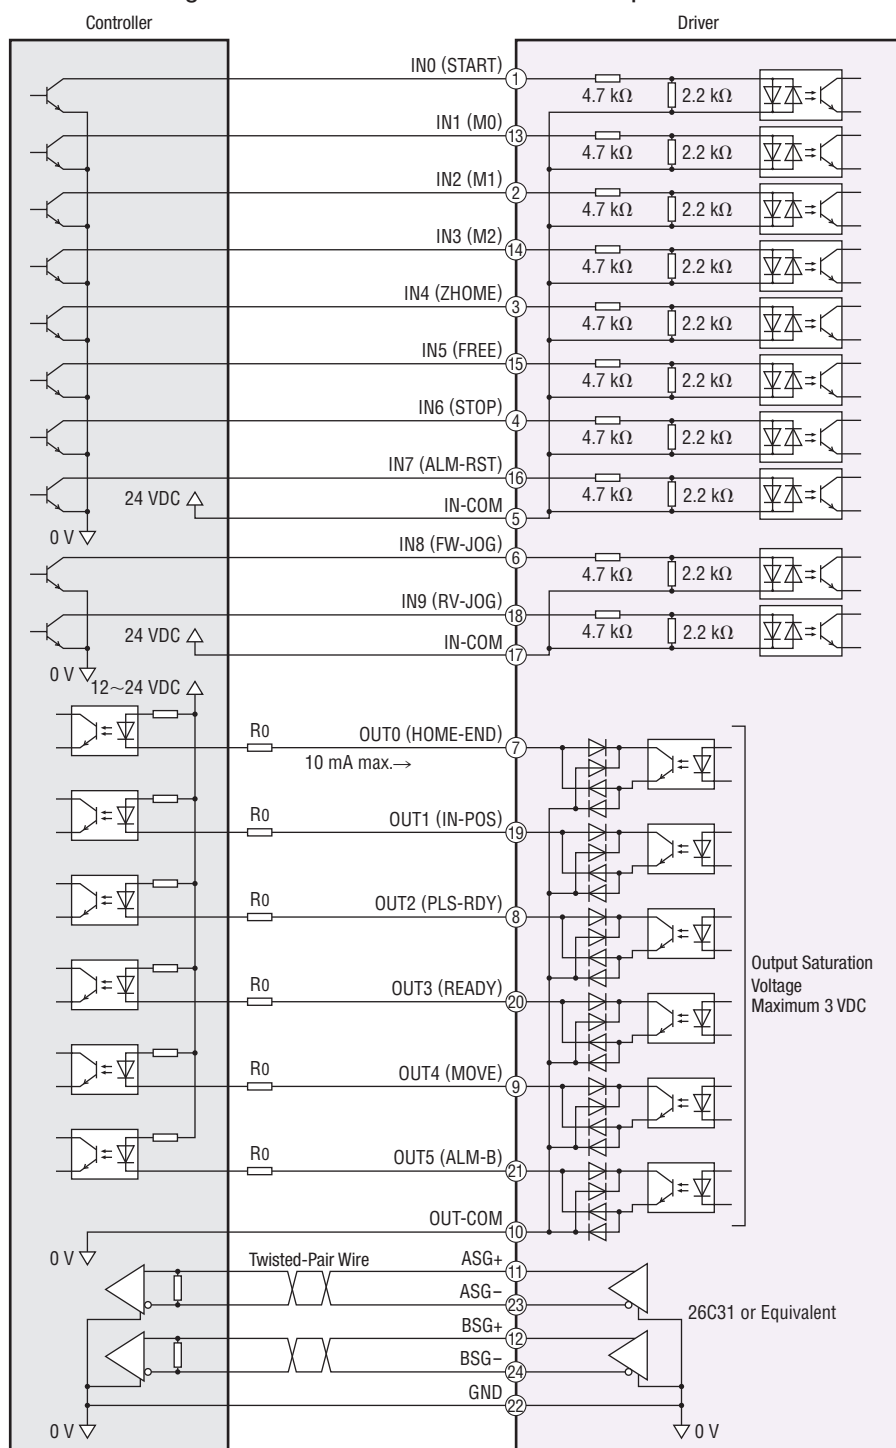 Controller
Driver
IN0 (START)
1
4.7 kΩ
2.2 kΩ
IN1 (M0)
13
4.7 kΩ
2.2 kΩ
IN2 (M1)
2
4.7 kΩ
2.2 kΩ
IN3 (M2)
14
4.7 kΩ
2.2 kΩ
IN4 (ZHOME)
3
4.7 kΩ
2.2 kΩ
IN5 (FREE)
15
4.7 kΩ
2.2 kΩ
IN6 (STOP)
4
4.7 kΩ
2.2 kΩ
IN7 (ALM-RST)
16
4.7 kΩ
2.2 kΩ
24 VDC
IN-COM
5
0 V
IN8 (FW-JOG)
6
4.7 kΩ
2.2 kΩ
IN9 (RV-JOG)
18
4.7 kΩ
2.2 kΩ
24 VDC
IN-COM
17
0 V
12~24 VDC
R0
OUT0 (HOME-END)
7
10 mA max.→
R0
OUT1 (IN-POS)
19
R0
OUT2 (PLS-RDY)
8
Output Saturation
Voltage
Maximum 3 VDC
R0
OUT3 (READY)
20
R0
OUT4 (MOVE)
9
R0
OUT5 (ALM-B)
21
OUT-COM
10
0 V
Twisted-Pair Wire
ASG+
11
ASG−
23
26C31 or Equivalent
BSG+
12
BSG−
24
GND
22
0 V
0 V